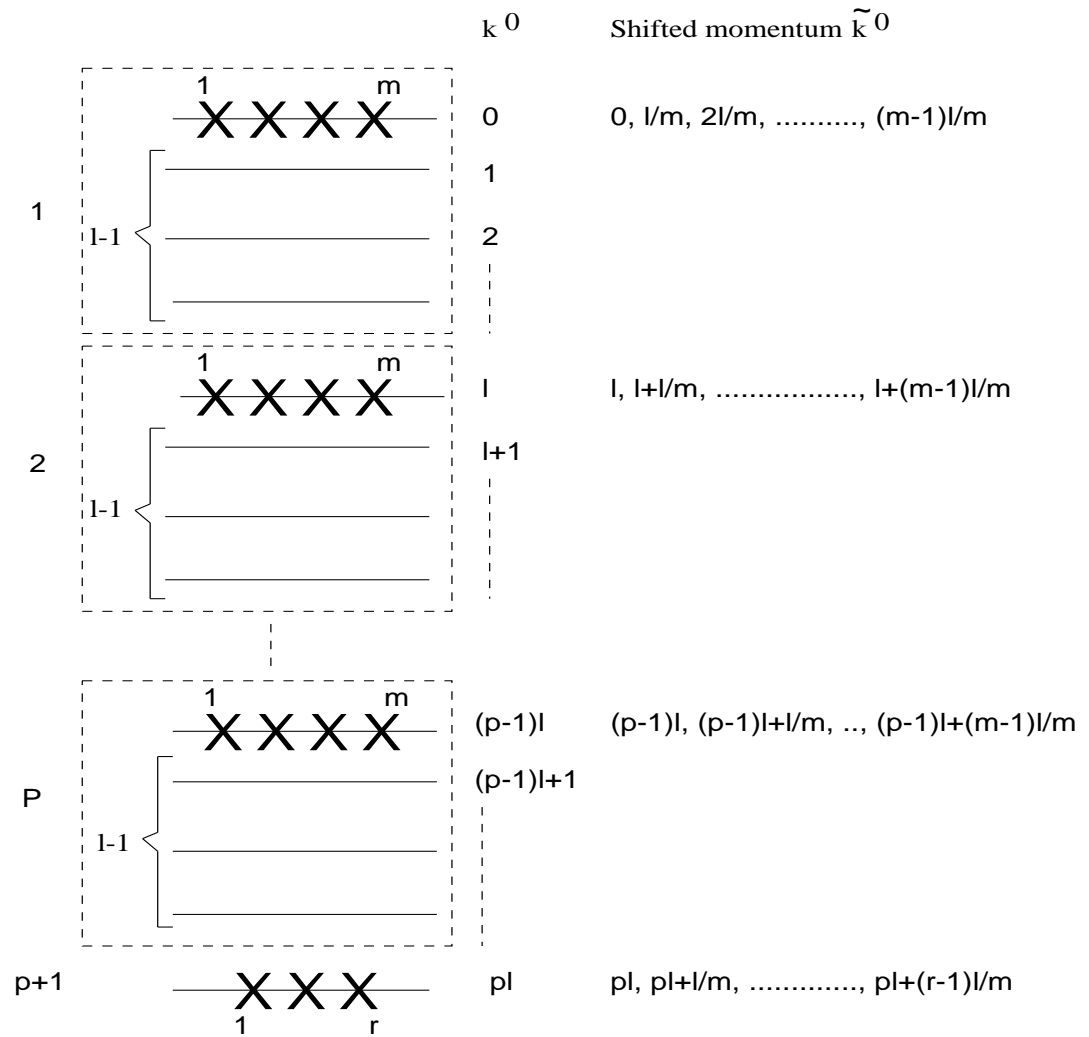 k 0 Shifted momentum k̃ 0
1 m
0 0, l/m, 2l/m, .........., (m-1)l/m
1
1
l-1 2
1 m
l l, l+l/m, ................., l+(m-1)l/m
l+1
2
l-1
1 m
(p-1)l (p-1)l, (p-1)l+l/m, .., (p-1)l+(m-1)l/m
(p-1)l+1
P
l-1
p+1 pl pl, pl+l/m, ............., pl+(r-1)l/m
1 r